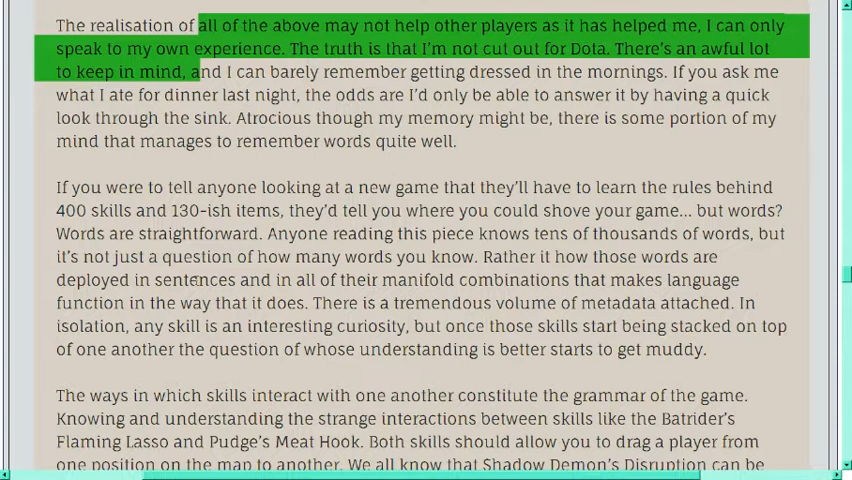 The realisation of all of the above may not help other players as it has helped me, I can only
speak to my own experience. The truth is that I'm not cut out for Dota. There's an awful lot
to keep in mind, and I can barely remember getting dressed in the mornings. If you ask me
what I ate for dinner last night, the odds are I'd only be able to answer it by having a quick
look through the sink. Atrocious though my memory might be, there is some portion of my
mind that manages to remember words quite well.
If you were to tell anyone looking at a new game that they'll have to learn the rules behind
400 skills and 130-ish items, they'd tell you where you could shove your game... but words?
Words are straightforward. Anyone reading this piece knows tens of thousands of words, but
it's not just a question of how many words you know. Rather it how those words are
deployed in sentences and in all of their manifold combinations that makes language
function in the way that it does. There is a tremendous volume of metadata attached. In
isolation, any skill is an interesting curiosity, but once those skills start being stacked on top
of one another the question of whose understanding is better starts to get muddy.
The ways in which skills interact with one another constitute the grammar of the game.
Knowing and understanding the strange interactions between skills like the Batrider's
Flaming Lasso and Pudge's Meat Hook. Both skills should allow you to drag a player from
one position on the map to another. We all know that Shadow Demon's Disruption can be